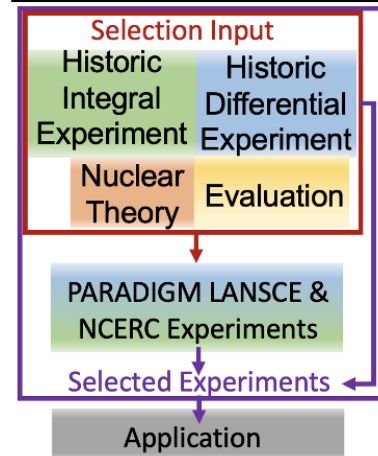 Selection Input
Historic
Integral
Experiment
Historic
Differential
Experiment
Nuclear
Theory
Evaluation
PARADIGM LANSCE &
NCERC Experiments
Selected Experiments
Application